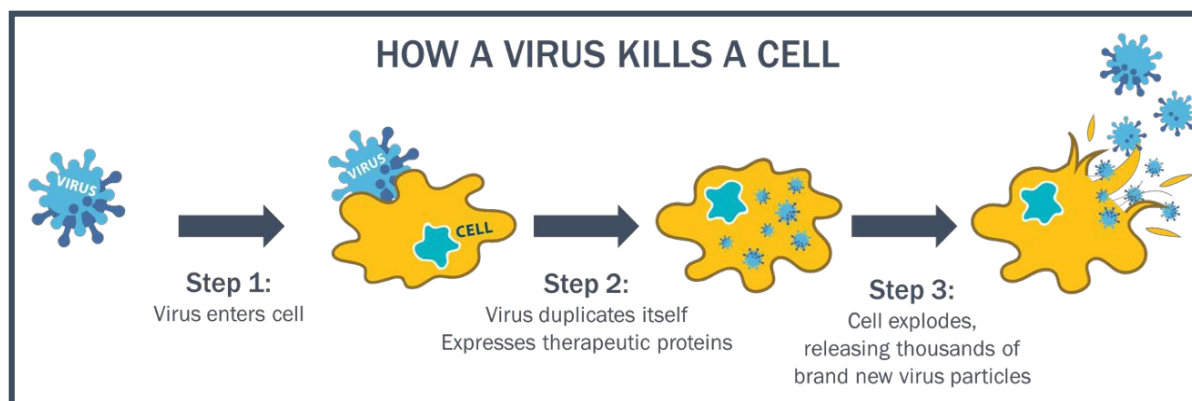 HOW A VIRUS KILLS A CELL
VIRUS
Step 1:
Virus enters cell
VIRUS
CELL
Step 2:
Virus duplicates itself
Expresses therapeutic proteins
Step 3:
Cell explodes,
releasing thousands of
brand new virus particles